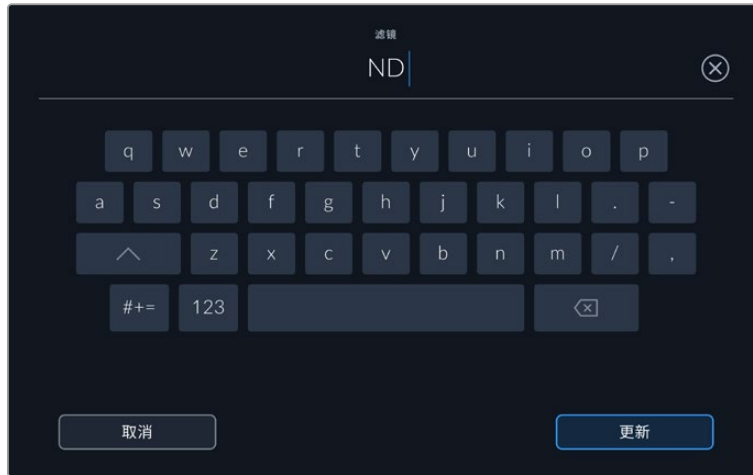 滤镜
ND
q w e r t y u i o p
a s d f g h j k l . -
z x c v b n m / ,
#+= 123
取消 更新